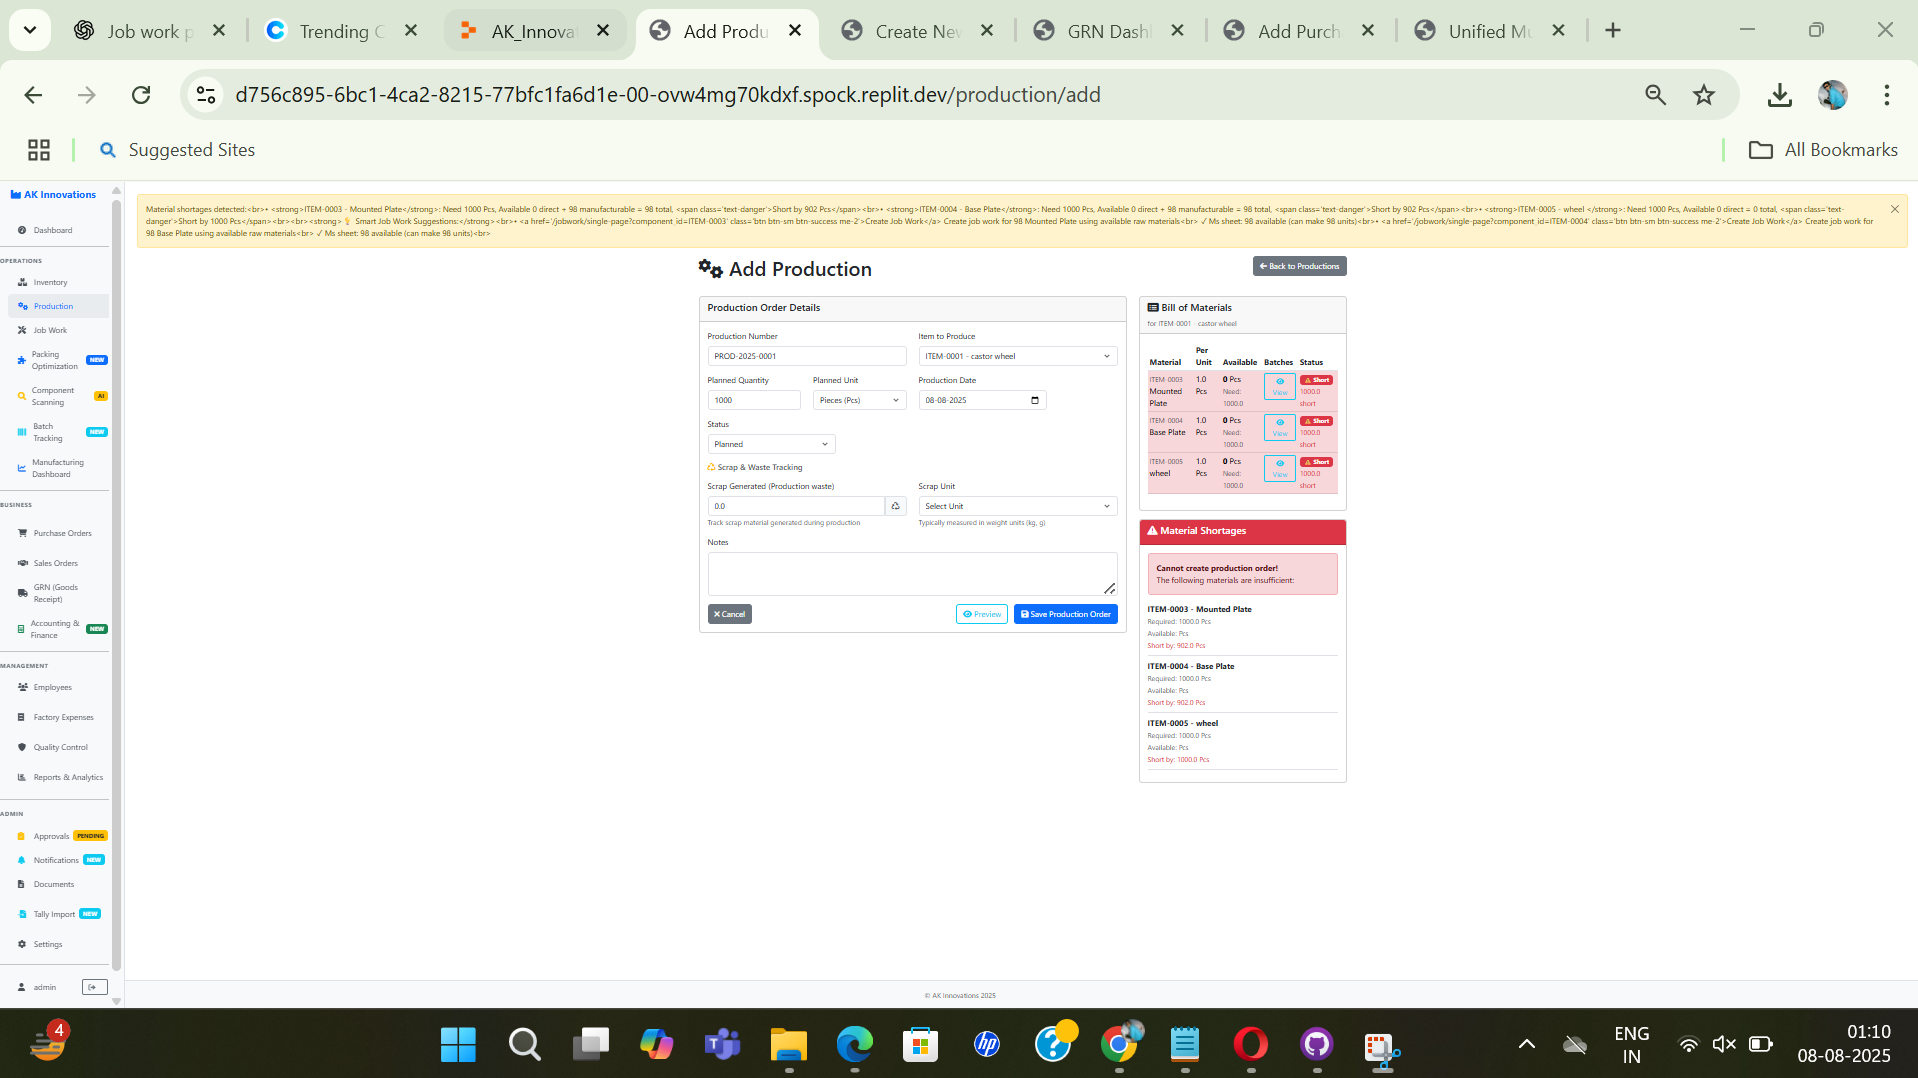 Job work p
Trending C
AK_Innova
Add Produ
Create Nev
GRN Dash
Add Purch
Unified Mu
d756c895-6bc1-4ca2-8215-77bfc1fa6d1e-00-ovw4mg70kdxf.spock.replit.dev/production/add
Suggested Sites
All Bookmarks
AK Innovations
Dashboard
OPERATIONS
Inventory
Production
Job Work
Packing Optimization NEW
Component Scanning AI
Batch Tracking NEW
Manufacturing Dashboard
BUSINESS
Purchase Orders
Sales Orders
GRN (Goods Receipt)
Accounting & Finance NEW
MANAGEMENT
Employees
Factory Expenses
Quality Control
Reports & Analytics
ADMIN
Approvals PENDING
Notifications NEW
Documents
Tally Import NEW
Settings
admin
Material shortages detected:<br>• <strong>ITEM-0003 - Mounted Plate</strong>: Need 1000 Pcs, Available 0 direct + 98 manufacturable = 98 total, <span class='text-danger'>Short by 902 Pcs</span><br>• <strong>ITEM-0004 - Base Plate</strong>: Need 1000 Pcs, Available 0 direct + 98 manufacturable = 98 total, <span class='text-danger'>Short by 902 Pcs</span><br>• <strong>ITEM-0005 - wheel </strong>: Need 1000 Pcs, Available 0 direct = 0 total, <span class='text-
danger'>Short by 1000 Pcs</span><br><br><strong>💡 Smart Job Work Suggestions:</strong><br>• <a href='/jobwork/single-page?component_id=ITEM-0003' class='btn btn-sm btn-success me-2'>Create Job Work</a> Create job work for 98 Mounted Plate using available raw materials<br> ✓ Ms sheet: 98 available (can make 98 units)<br>• <a href='/jobwork/single-page?component_id=ITEM-0004' class='btn btn-sm btn-success me-2'>Create Job Work</a> Create job work for
98 Base Plate using available raw materials<br> ✓ Ms sheet: 98 available (can make 98 units)<br>
Add Production
Back to Productions
Production Order Details
Production Number
PROD-2025-0001
Item to Produce
ITEM-0001 - castor wheel
Planned Quantity
1000
Planned Unit
Pieces (Pcs)
Production Date
08-08-2025
Status
Planned
Scrap & Waste Tracking
Scrap Generated (Production waste)
0.0
Track scrap material generated during production
Scrap Unit
Select Unit
Typically measured in weight units (kg, g)
Notes
Cancel
Preview
Save Production Order
Bill of Materials
for ITEM-0001 - castor wheel
Material Per Unit Available Batches Status
ITEM-0003 Mounted Plate 1.0 Pcs 0 Pcs Need: 1000.0 View Short 1000.0 short
ITEM-0004 Base Plate 1.0 Pcs 0 Pcs Need: 1000.0 View Short 1000.0 short
ITEM-0005 wheel 1.0 Pcs 0 Pcs Need: 1000.0 View Short 1000.0 short
Material Shortages
Cannot create production order!
The following materials are insufficient:
ITEM-0003 - Mounted Plate
Required: 1000.0 Pcs
Available: Pcs
Short by: 902.0 Pcs
ITEM-0004 - Base Plate
Required: 1000.0 Pcs
Available: Pcs
Short by: 902.0 Pcs
ITEM-0005 - wheel
Required: 1000.0 Pcs
Available: Pcs
Short by: 1000.0 Pcs
© AK Innovations 2025
4
ENG
IN
01:10
08-08-2025